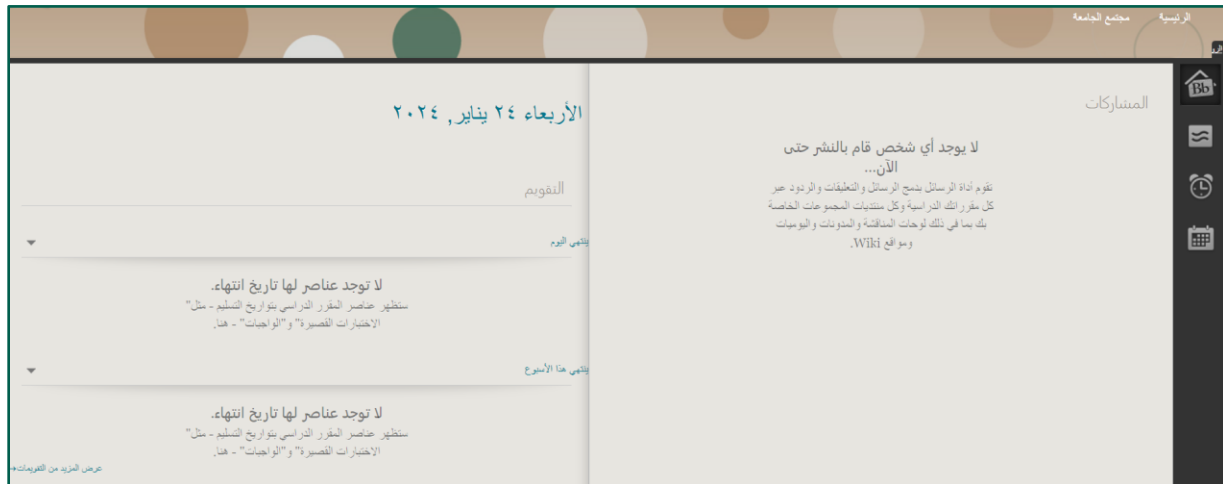 الرئيسية
مجتمع الجامعة
Bb
المشاركات
لا يوجد أي شخص قام بالنشر حتى
الآن...
تقوم أداة الرسائل بدمج الرسائل والتعليقات والردود عبر
كل مقرراتك الدراسية وكل منتديات المجموعات الخاصة
بك بما في ذلك لوحات المناقشة والمدونات واليوميات
ومواقع Wiki.
الأربعاء ٢٤ يناير, ٢٠٢٤
التقويم
ينتهي اليوم
لا توجد عناصر لها تاريخ انتهاء.
ستظهر عناصر المقرر الدراسي بتواريخ التسليم - مثل"
الاختبارات القصيرة" و"الواجبات" - هنا.
ينتهي هذا الأسبوع
لا توجد عناصر لها تاريخ انتهاء.
ستظهر عناصر المقرر الدراسي بتواريخ التسليم - مثل"
الاختبارات القصيرة" و"الواجبات" - هنا.
عرض المزيد من التقويمات